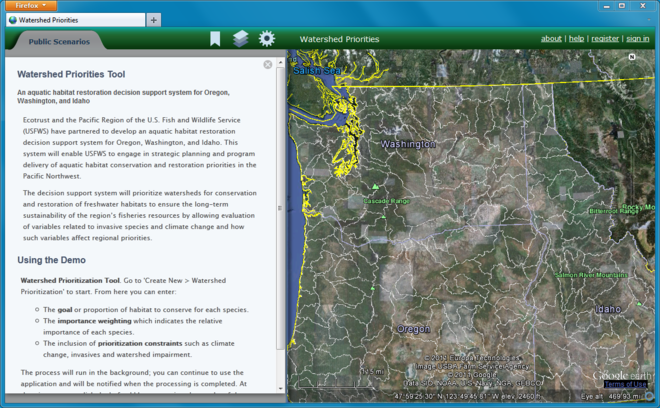 Firefox
Watershed Priorities
Public Scenarios
Watershed Priorities
about | help | register | sign in
Watershed Priorities Tool
An aquatic habitat restoration decision support system for Oregon,
Washington, and Idaho
Ecotrust and the Pacific Region of the U.S. Fish and Wildlife Service
(USFWS) have partnered to develop an aquatic habitat restoration
decision support system for Oregon, Washington, and Idaho. This
system will enable USFWS to engage in strategic planning and program
delivery of aquatic habitat conservation and restoration priorities in the
Pacific Northwest.
The decision support system will prioritize watersheds for conservation
and restoration of freshwater habitats to ensure the long-term
sustainability of the region's fisheries resources by allowing evaluation
of variables related to invasive species and climate change and how
such variables affect regional priorities.
Using the Demo
Watershed Prioritization Tool. Go to 'Create New > Watershed
Prioritization' to start. From here you can enter:
The goal or proportion of habitat to conserve for each species.
The importance weighting which indicates the relative
importance of each species.
The inclusion of prioritization constraints such as climate
change, invasives and watershed impairment.
The process will run in the background; you can continue to use the
application and will be notified when the processing is completed. At
Salish Sea
N
Washington
Cascade Range
Bitterroot Range
Rocky Mo
Salmon River Mountains
Idaho
Oregon
©2011 Europa Technologies
Image USDA Farm Service Agency
©2011 Google
Data SIO, NOAA, U.S. Navy, NGA, GEBCO
175 mi
Google earth
Terms of Use
47°59'25.30" N 123°49'45.61" W elev 2460 ft
Eye alt 469.93 mi